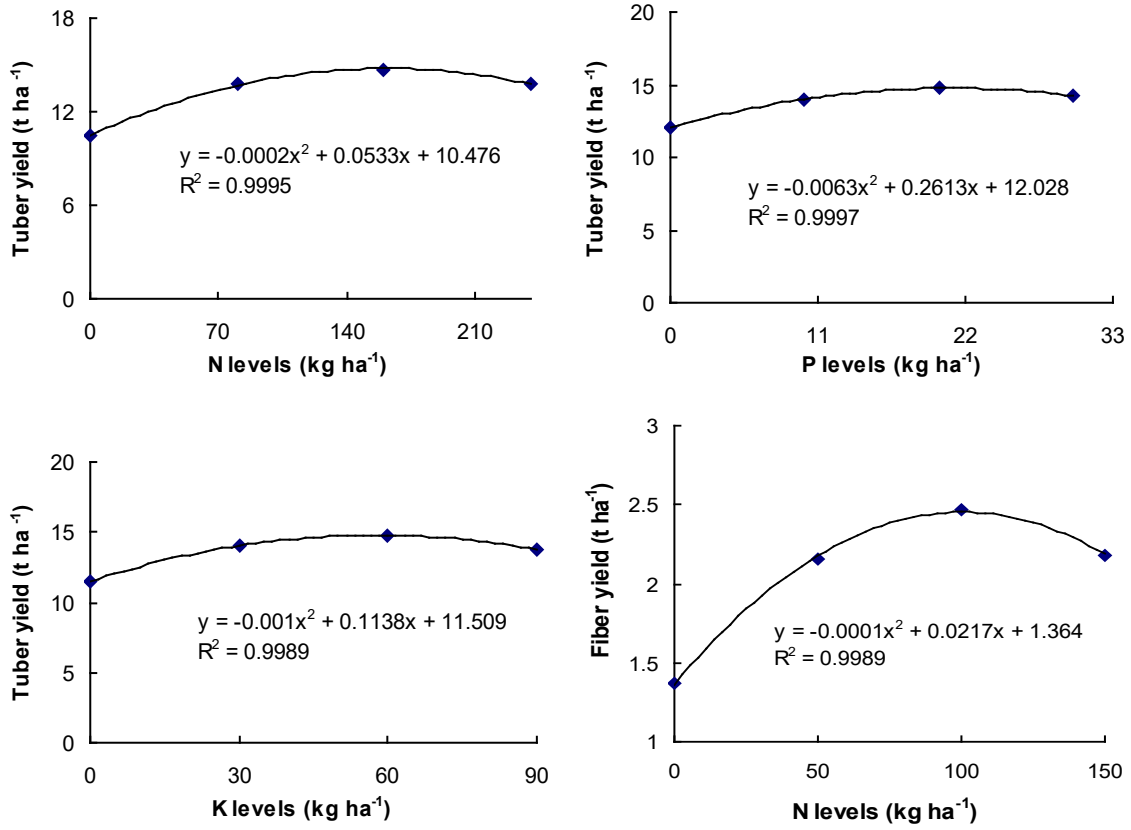 18
12
6
0
Tuber yield (t ha⁻¹)
y = -0.0002x² + 0.0533x + 10.476
R² = 0.9995
0 70 140 210
N levels (kg ha⁻¹)
20
15
10
5
0
Tuber yield (t ha⁻¹)
y = -0.0063x² + 0.2613x + 12.028
R² = 0.9997
0 11 22 33
P levels (kg ha⁻¹)
20
15
10
5
0
Tuber yield (t ha⁻¹)
y = -0.001x² + 0.1138x + 11.509
R² = 0.9989
0 30 60 90
K levels (kg ha⁻¹)
3
2.5
2
1.5
1
Fiber yield (t ha⁻¹)
y = -0.0001x² + 0.0217x + 1.364
R² = 0.9989
0 50 100 150
N levels (kg ha⁻¹)